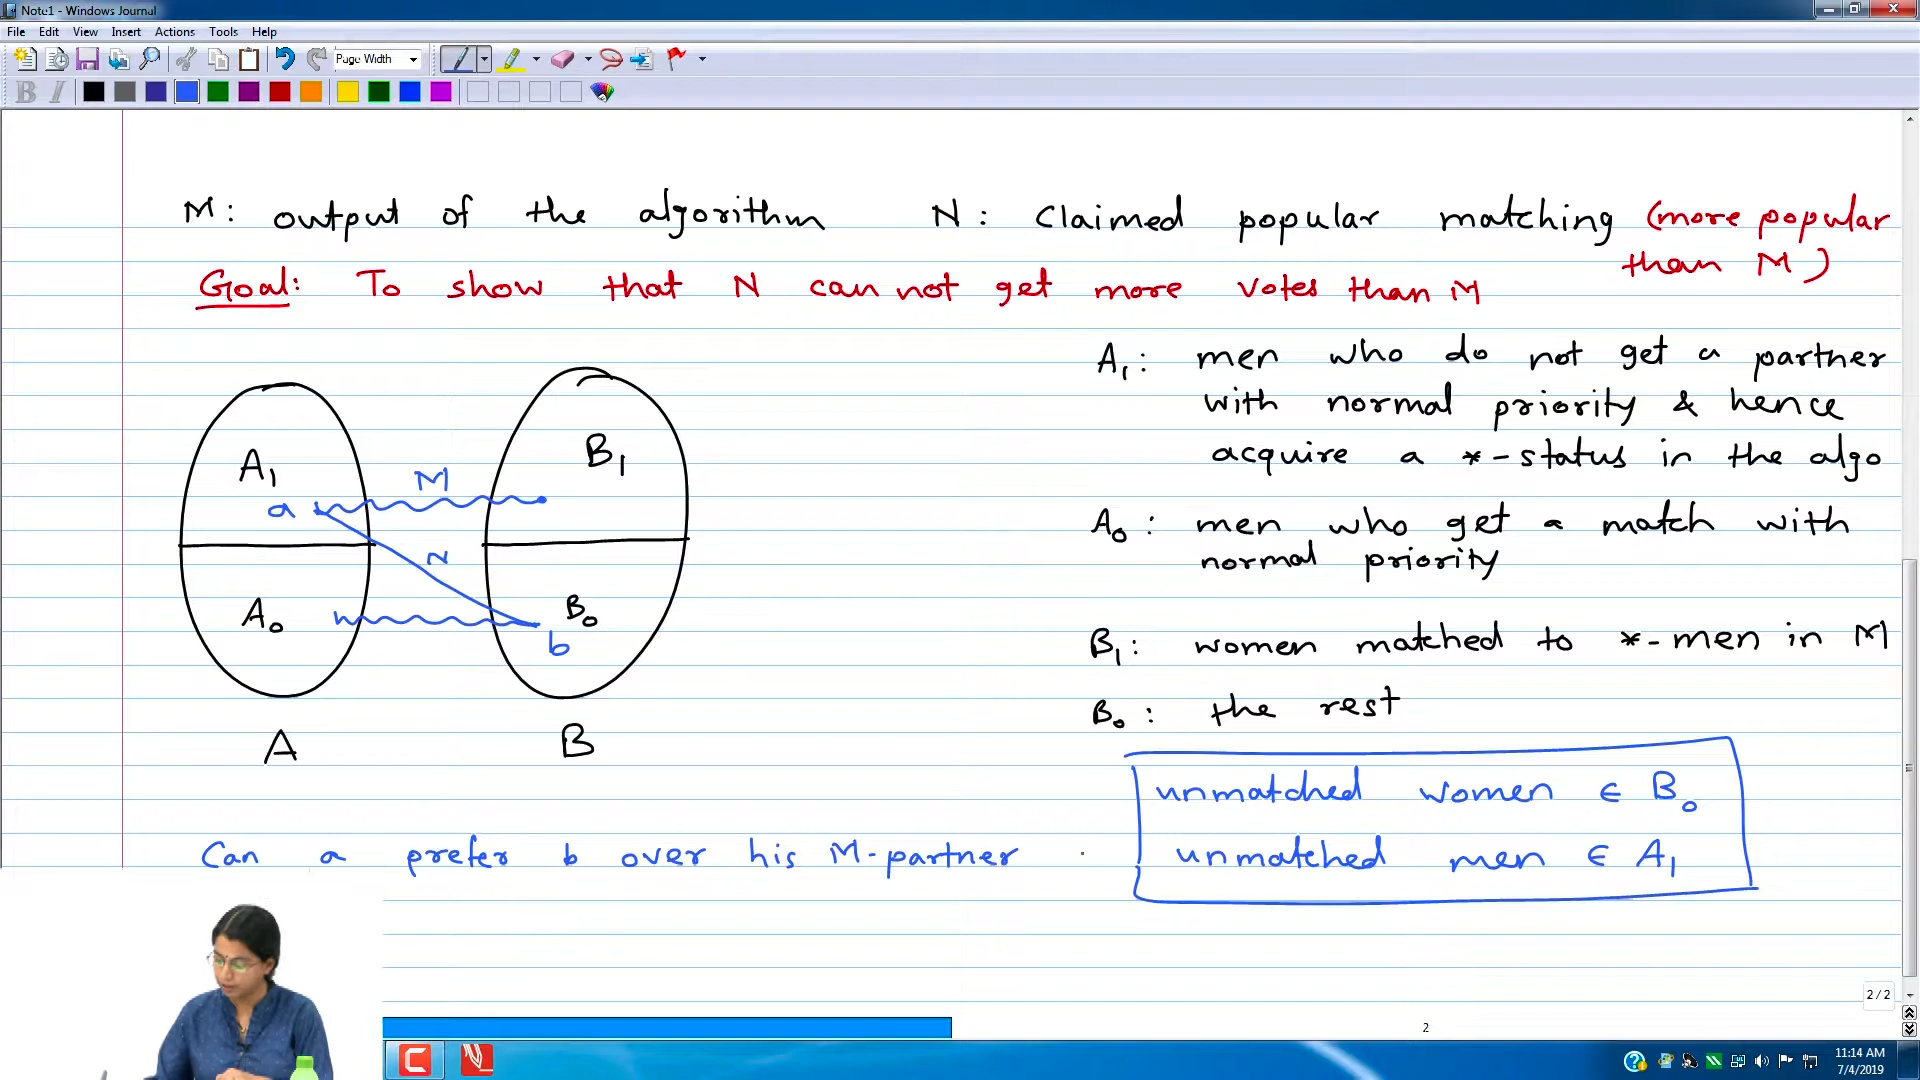 Note1 - Windows Journal
File Edit View Insert Actions Tools Help
Page Width
B I
M: output of the algorithm N: claimed popular matching (more popular
than M)
Goal: To show that N can not get more votes than M
A1: men who do not get a partner
with normal priority & hence
acquire a *-status in the algo
A0: men who get a match with
normal priority
B1: women matched to *-men in M
B0: the rest
A1 B1
M
a
N
A0 B0
b
A B
unmatched women ∈ B0
unmatched men ∈ A1
Can a prefer b over his M-partner
2 / 2
2
11:14 AM
7/4/2019